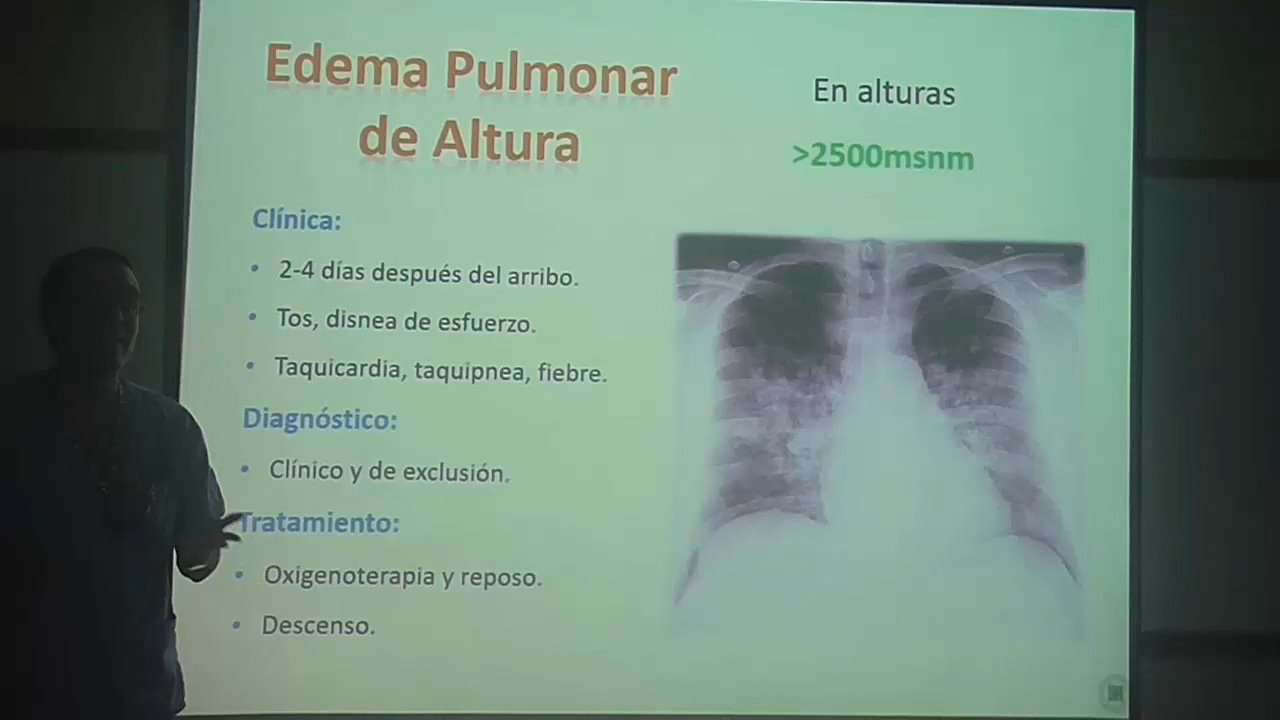 Edema Pulmonar
de Altura
En alturas
>2500msnm
Clínica:
• 2-4 días después del arribo.
• Tos, disnea de esfuerzo.
• Taquicardia, taquipnea, fiebre.
Diagnóstico:
• Clínico y de exclusión.
Tratamiento:
• Oxigenoterapia y reposo.
• Descenso.